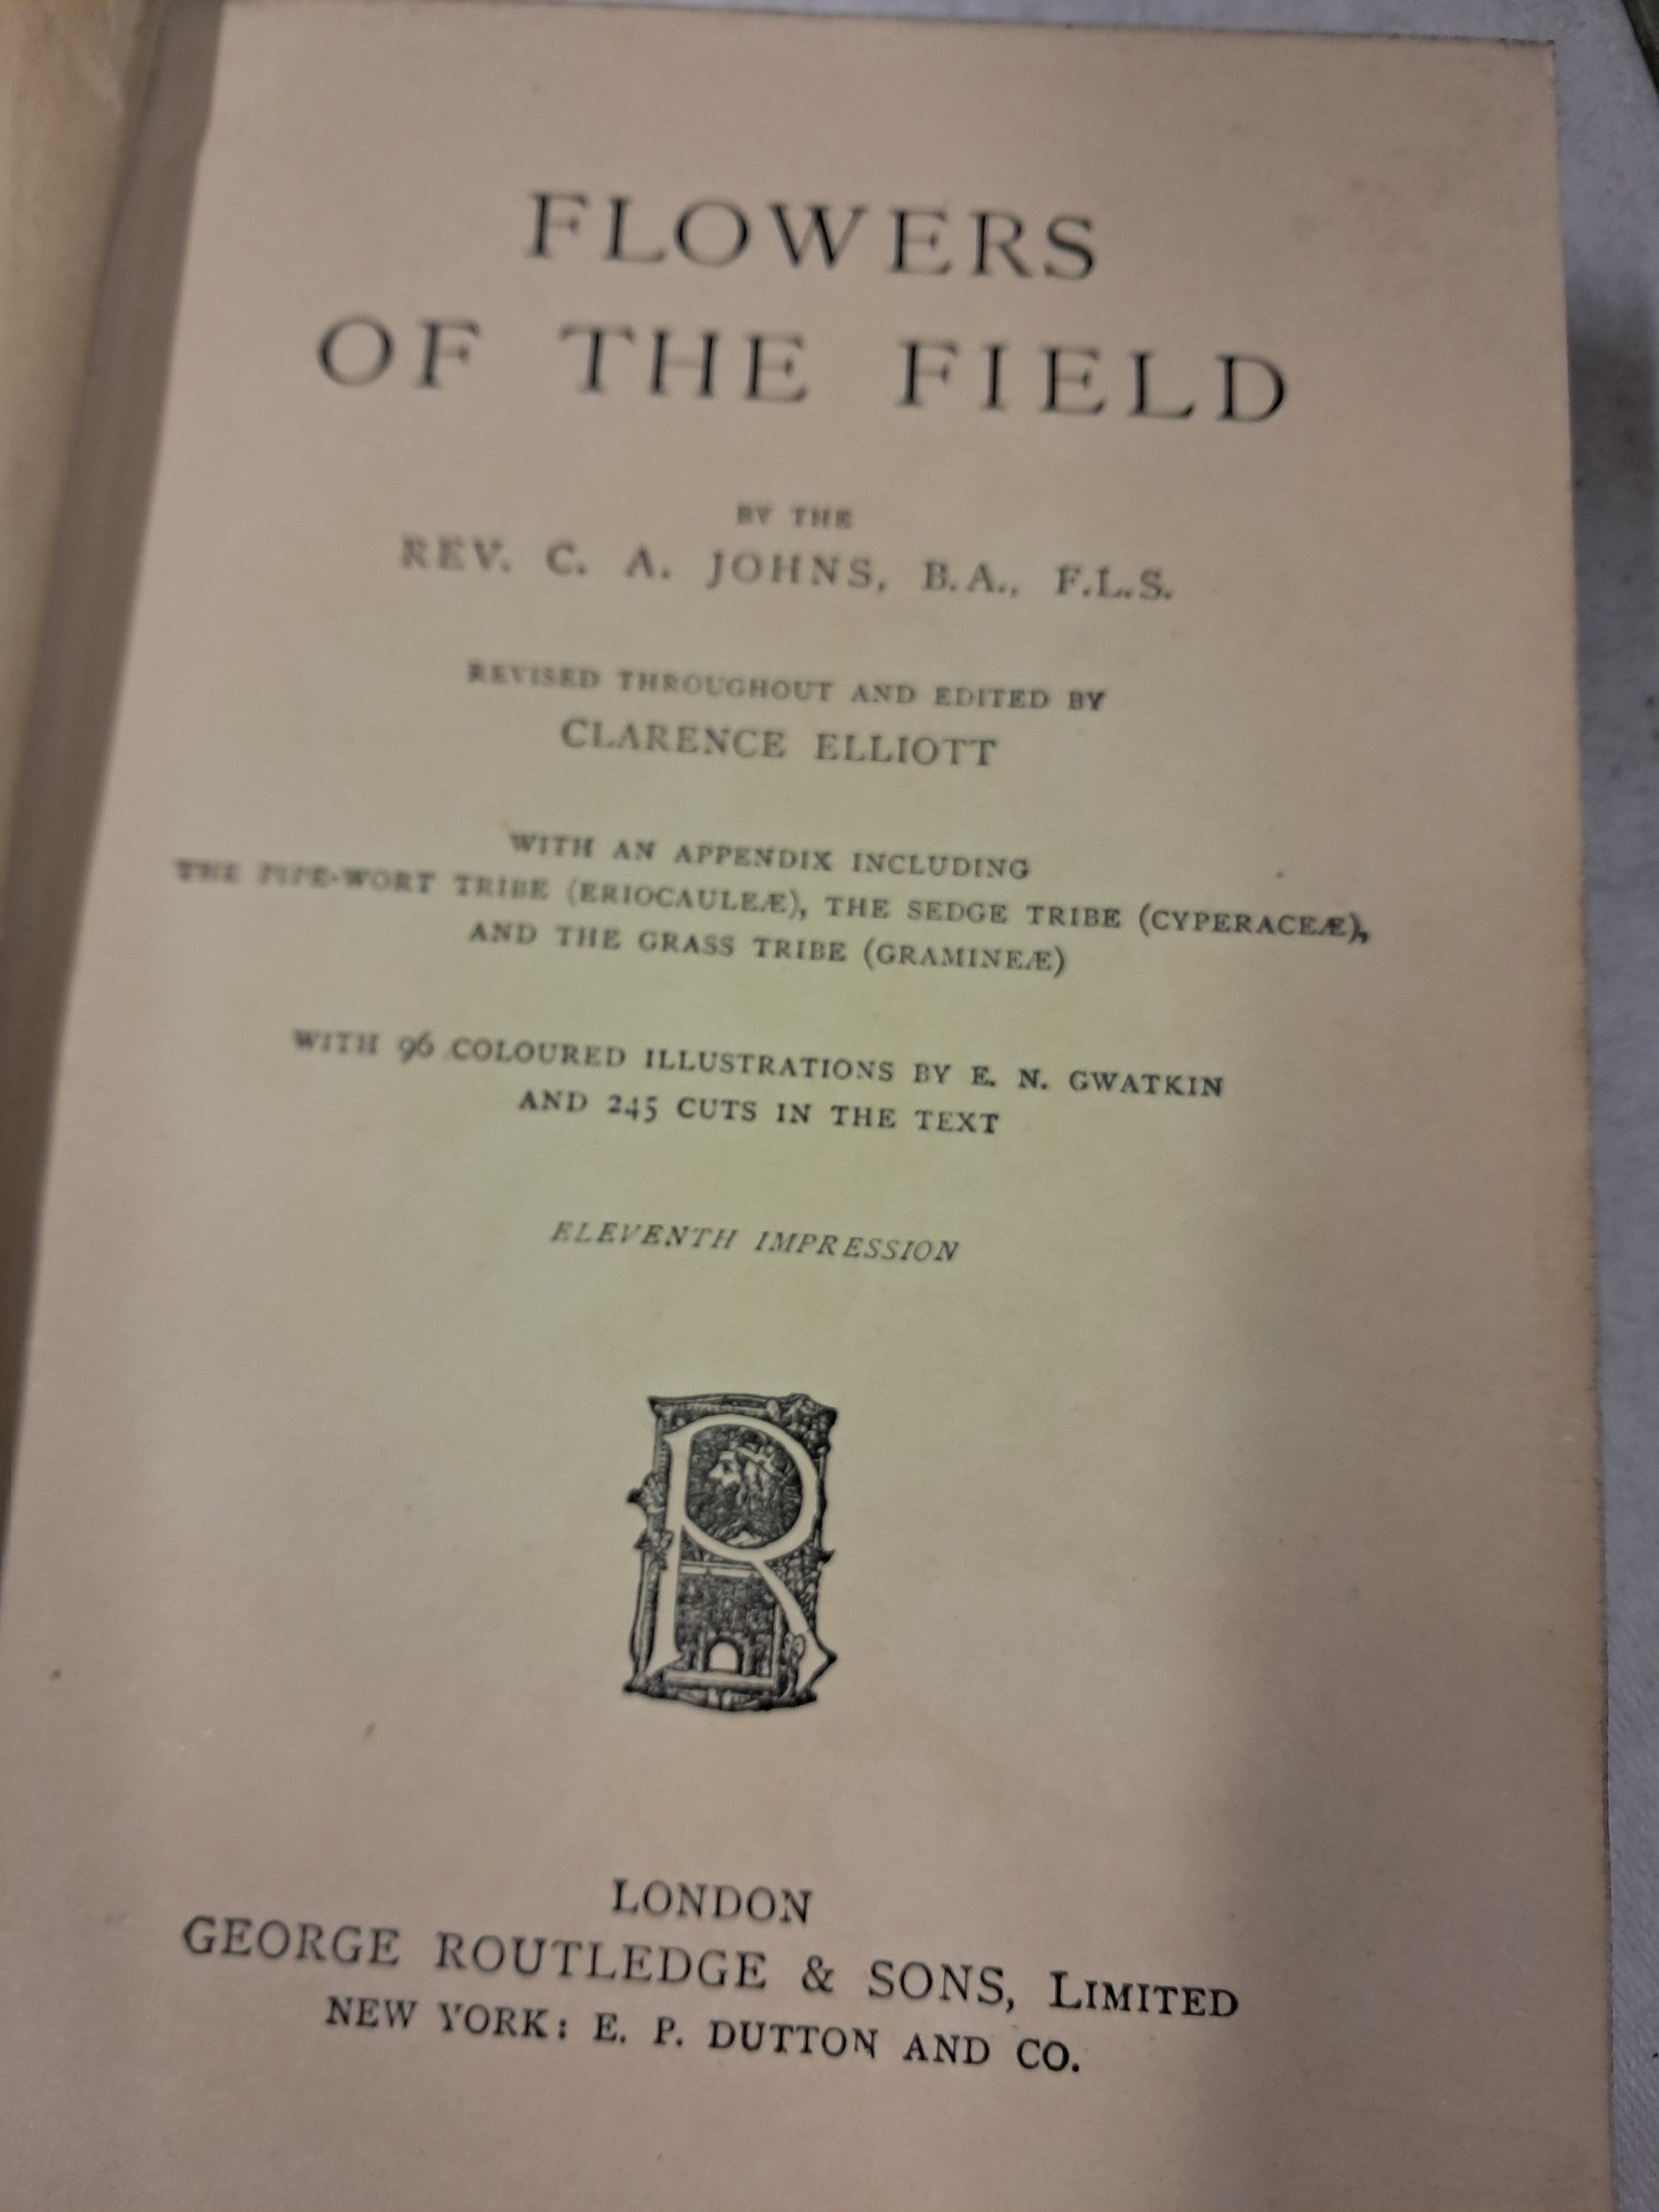 FLOWERS
OF THE FIELD
BY THE
REV. C. A. JOHNS, B.A., F.L.S.
REVISED THROUGHOUT AND EDITED BY
CLARENCE ELLIOTT
WITH AN APPENDIX INCLUDING
THE PIPE-WORT TRIBE (ERIOCAULEÆ), THE SEDGE TRIBE (CYPERACEÆ),
AND THE GRASS TRIBE (GRAMINEÆ)
WITH 96 COLOURED ILLUSTRATIONS BY E. N. GWATKIN
AND 245 CUTS IN THE TEXT
ELEVENTH IMPRESSION
R
LONDON
GEORGE ROUTLEDGE & SONS, LIMITED
NEW YORK: E. P. DUTTON AND CO.